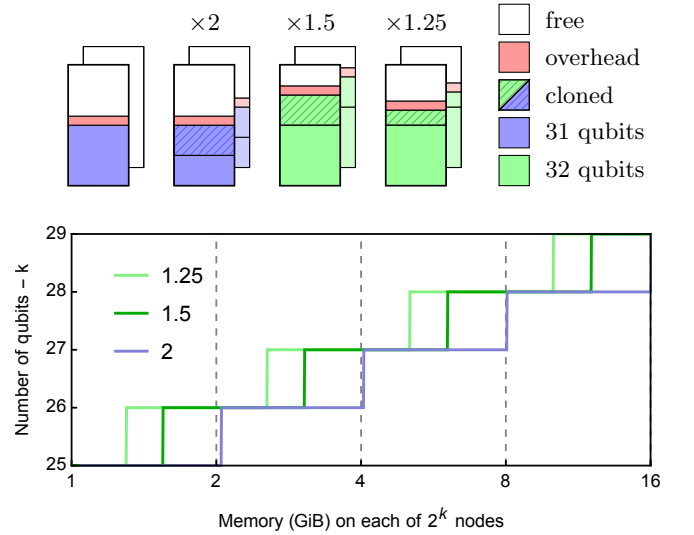 ×2
×1.5
×1.25
free
overhead
cloned
31 qubits
32 qubits
Number of qubits – k
29
28
27
26
25
1.25
1.5
2
1
2
4
8
16
Memory (GiB) on each of 2^k nodes